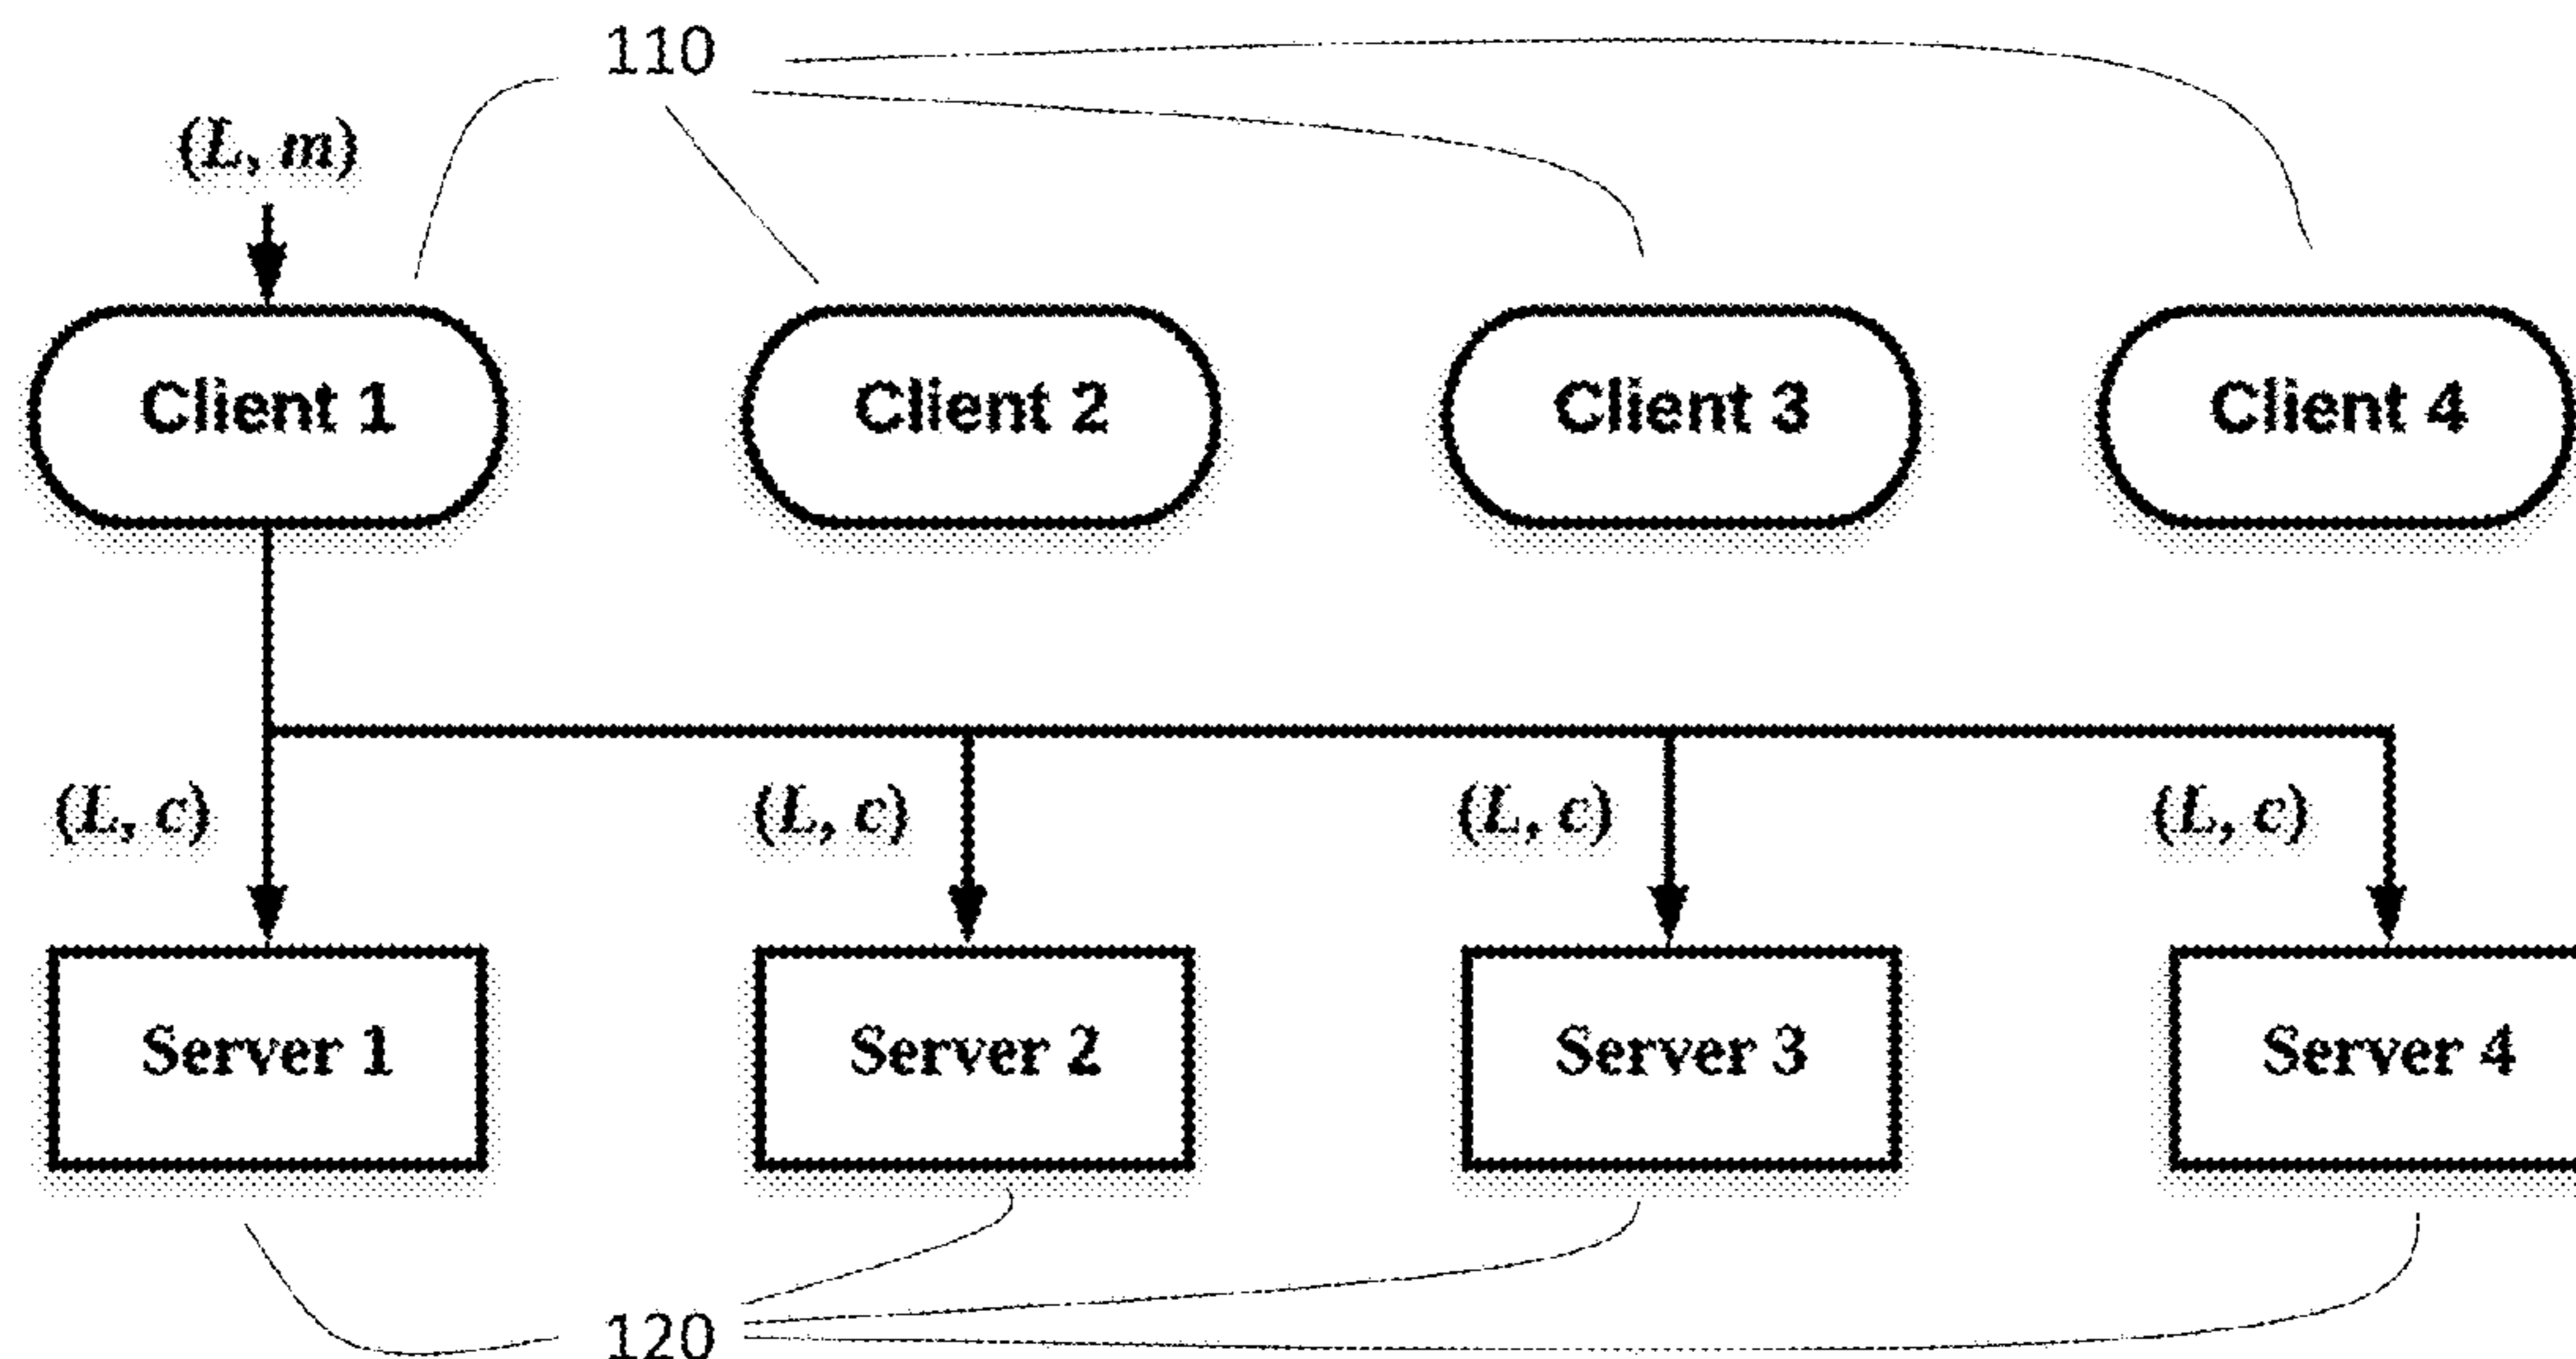 110
(L, m)
Client 1 Client 2 Client 3 Client 4
(L, c) (L, c) (L, c) (L, c)
Server 1 Server 2 Server 3 Server 4
120